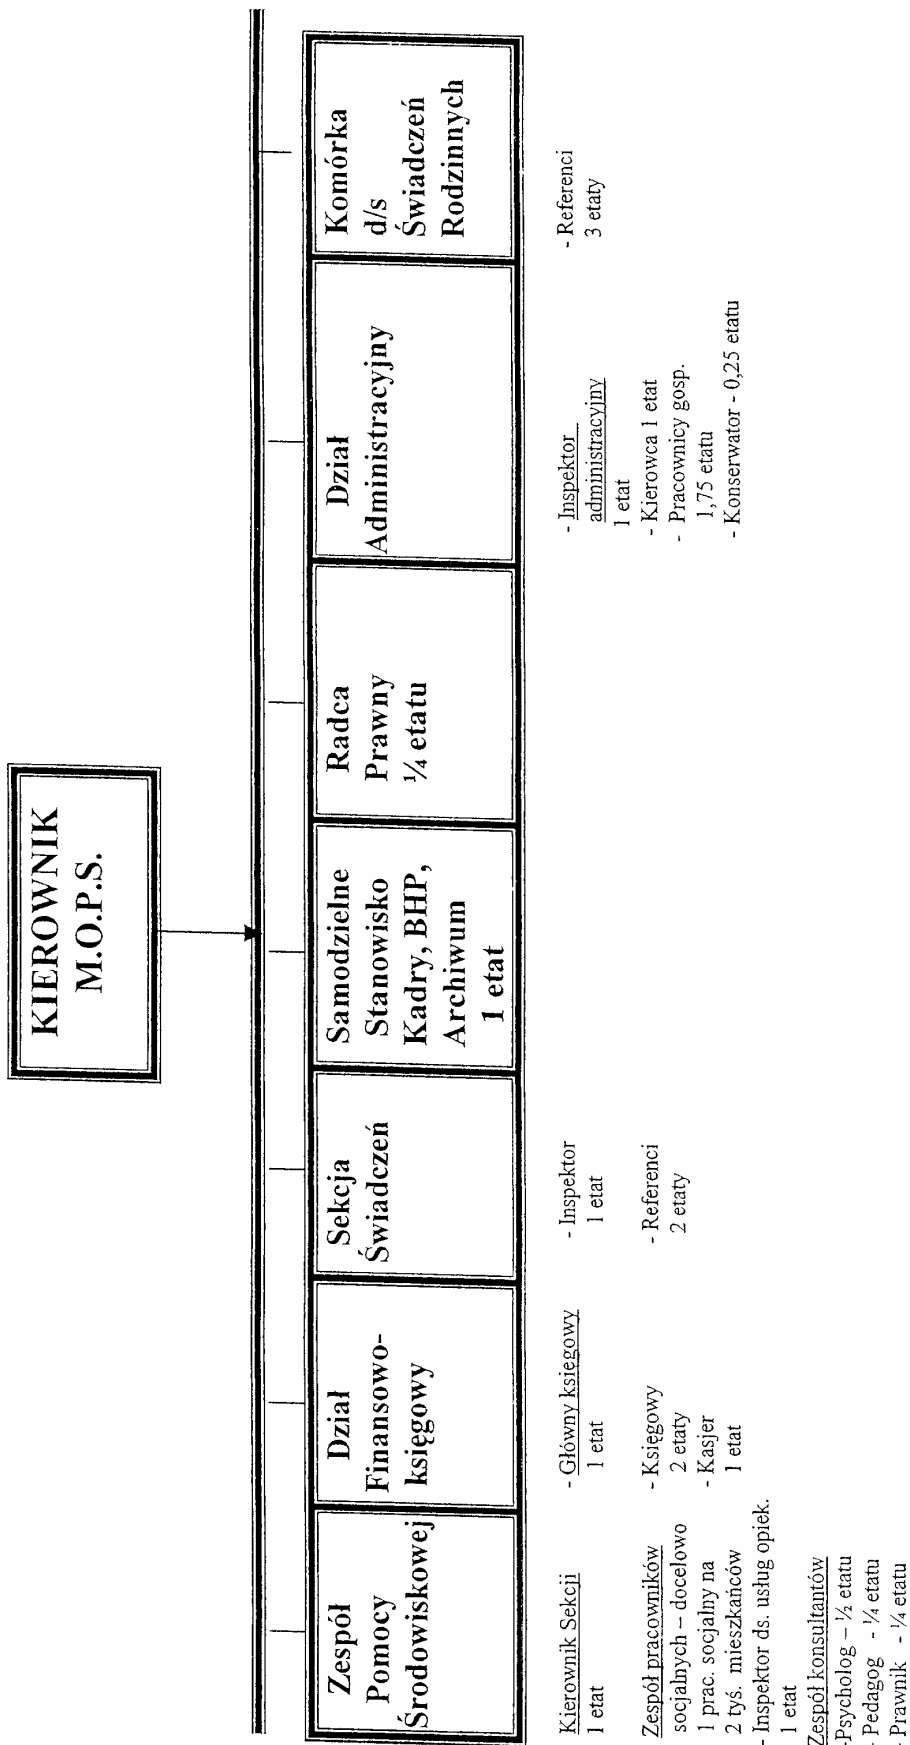 KIEROWNIK
M.O.P.S.
Zespół
Pomocy
Środowiskowej
Dział
Finansowo-
księgowy
Sekcja
Świadczeń
Samodzielne
Stanowisko
Kadry, BHP,
Archiwum
1 etat
Radca
Prawny
¼ etatu
Dział
Administracyjny
Komórka
d/s
Świadczeń
Rodzinnych
Kierownik Sekcji
1 etat
Zespół pracowników
socjalnych – docelowo
1 prac. socjalny na
2 tyś. mieszkańców
- Inspektor ds. usług opiek.
1 etat
Zespół konsultantów
-Psycholog – ½ etatu
- Pedagog - ¼ etatu
- Prawnik - ¼ etatu
- Główny księgowy
1 etat
- Księgowy
2 etaty
- Kasjer
1 etat
- Inspektor
1 etat
- Referenci
2 etaty
- Inspektor
administracyjny
1 etat
- Kierowca 1 etat
- Pracownicy gosp.
1,75 etatu
- Konserwator - 0,25 etatu
- Referenci
3 etaty